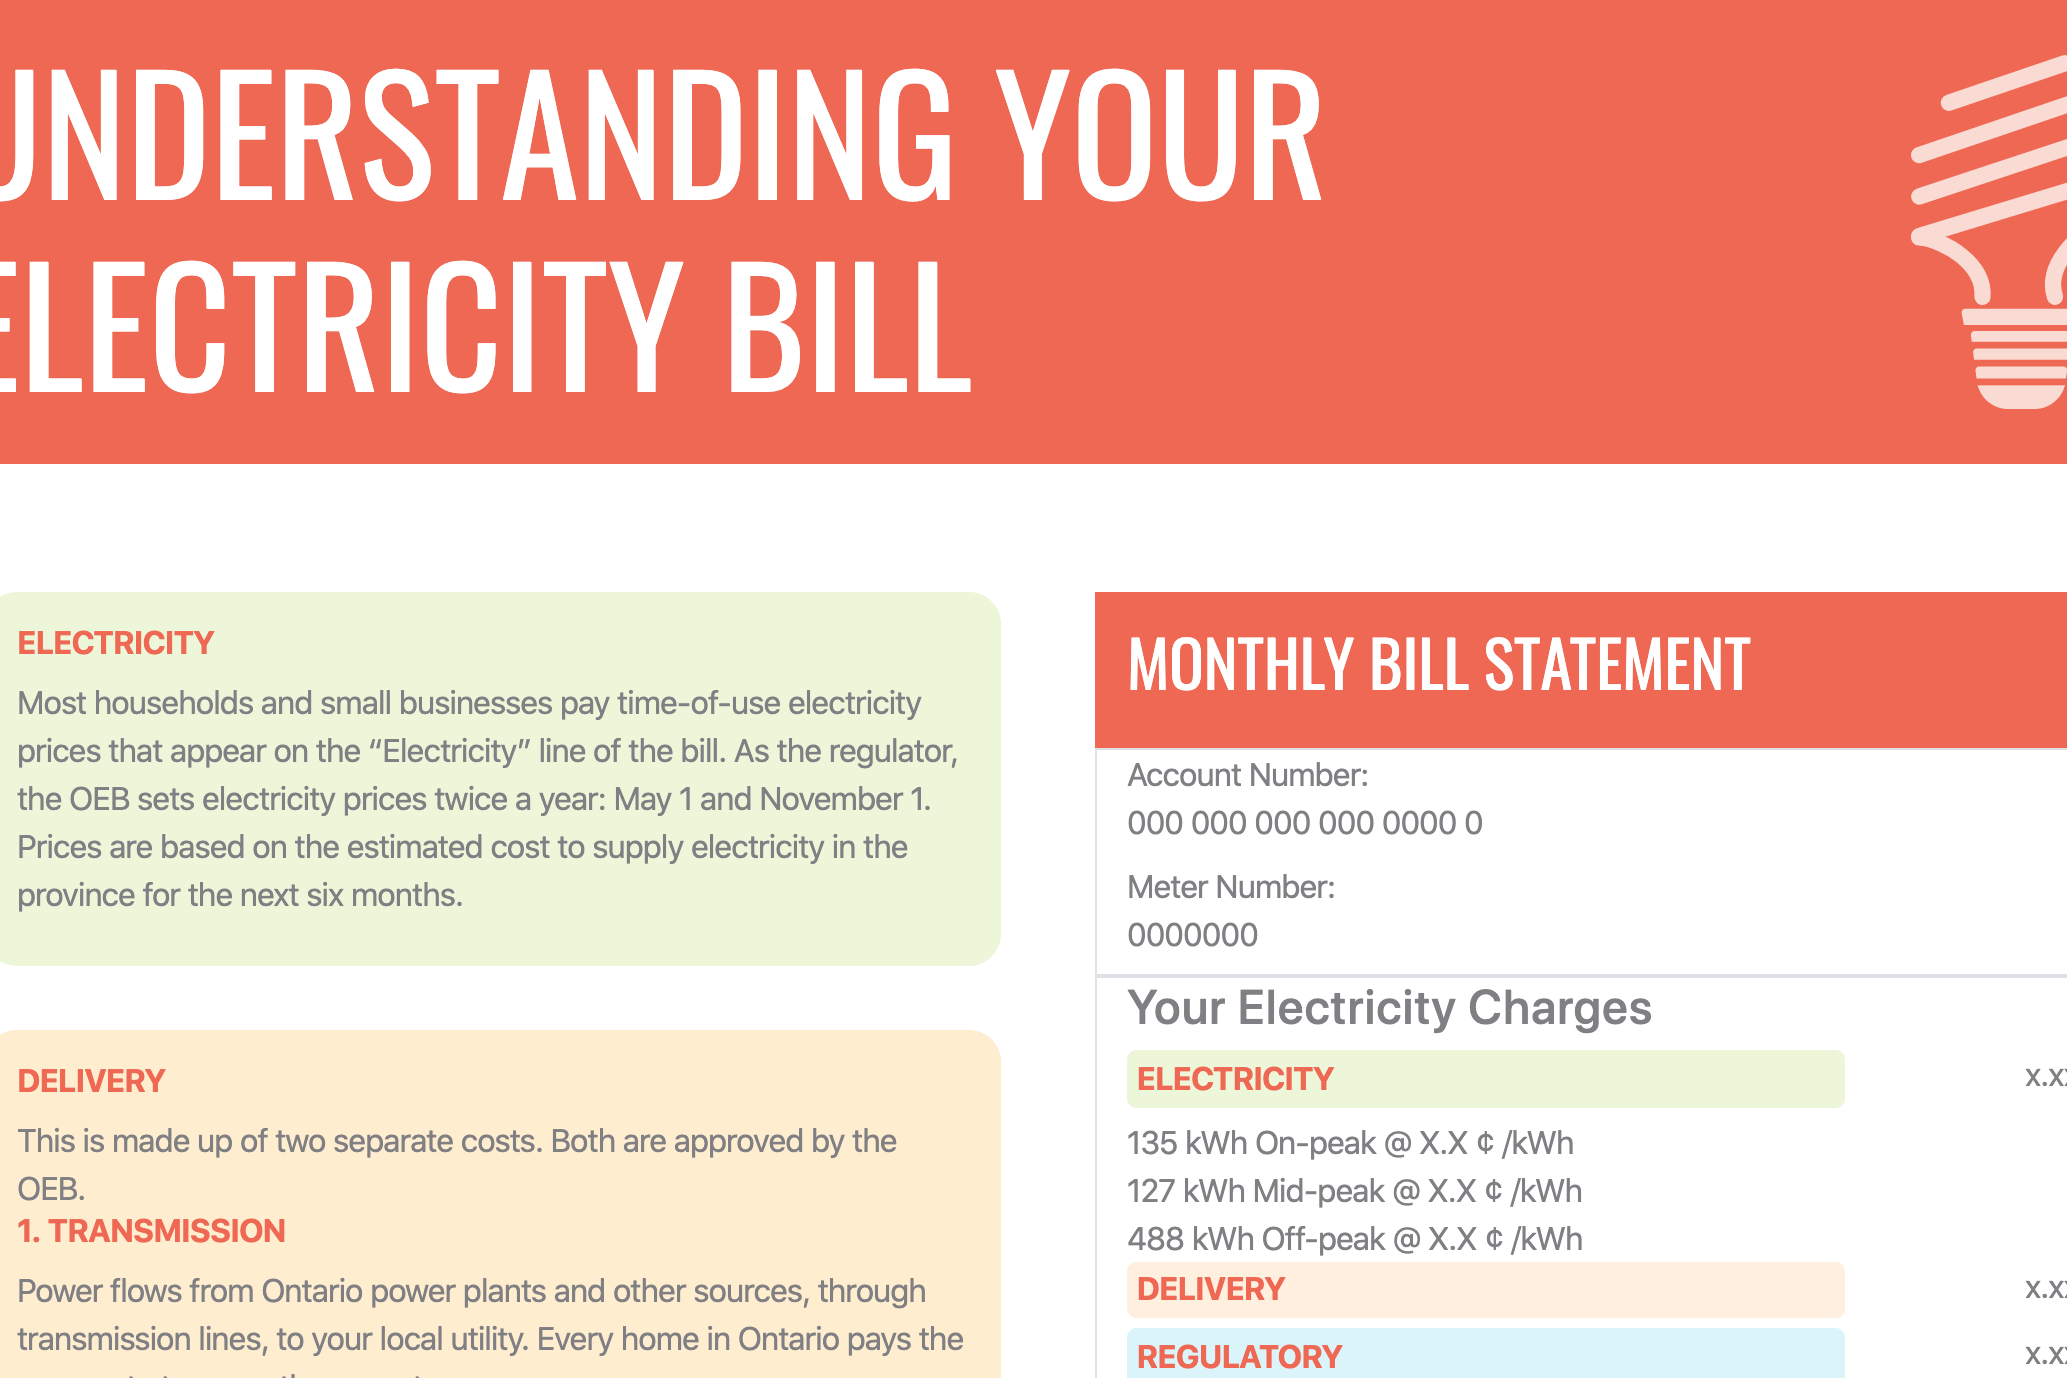 UNDERSTANDING YOUR
ELECTRICITY BILL
ELECTRICITY
Most households and small businesses pay time-of-use electricity
prices that appear on the “Electricity” line of the bill. As the regulator,
the OEB sets electricity prices twice a year: May 1 and November 1.
Prices are based on the estimated cost to supply electricity in the
province for the next six months.
DELIVERY
This is made up of two separate costs. Both are approved by the
OEB.
1. TRANSMISSION
Power flows from Ontario power plants and other sources, through
transmission lines, to your local utility. Every home in Ontario pays the
MONTHLY BILL STATEMENT
Account Number:
000 000 000 000 0000 0
Meter Number:
0000000
Your Electricity Charges
ELECTRICITY
135 kWh On-peak @ X.X ¢ /kWh
127 kWh Mid-peak @ X.X ¢ /kWh
488 kWh Off-peak @ X.X ¢ /kWh
DELIVERY
REGULATORY